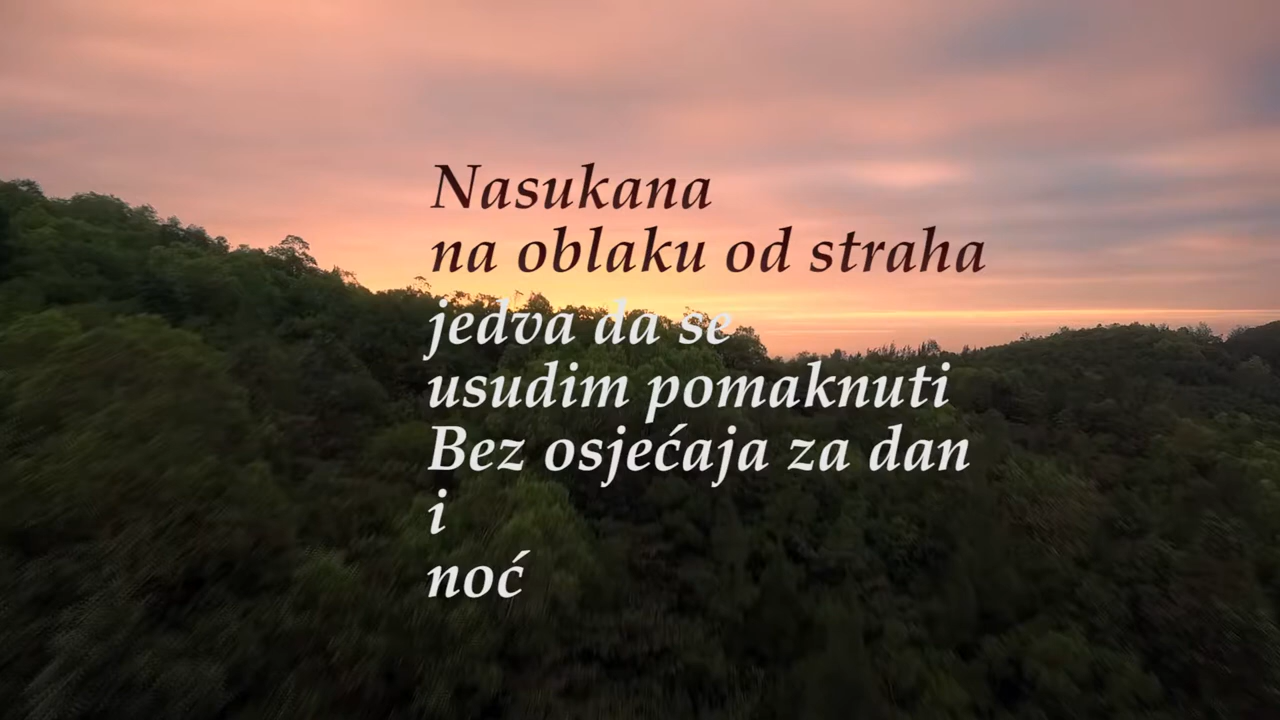 Nasukana
na oblaku od straha
jedva da se
usudim pomaknuti
Bez osjećaja za dan
i
noć